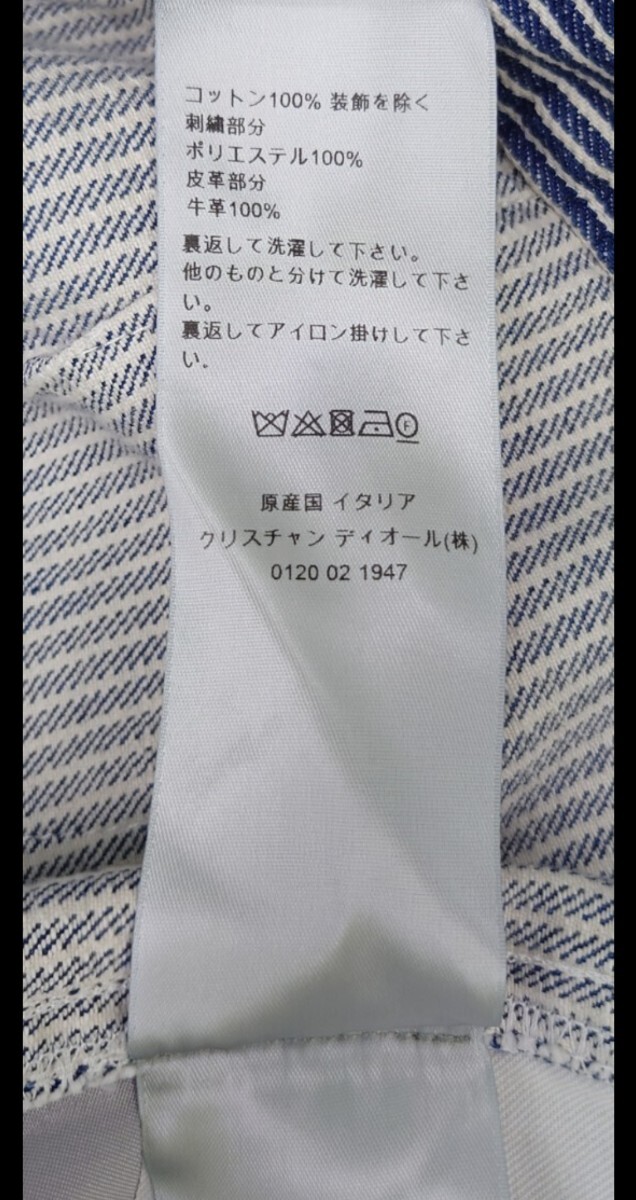 コットン100% 装飾を除く
刺繍部分
ポリエステル100%
皮革部分
牛革100%
裏返して洗濯して下さい。
他のものと分けて洗濯して下さ
い。
裏返してアイロン掛けして下さ
い.
F
原産国 イタリア
クリスチャン ディオール(株)
0120 02 1947